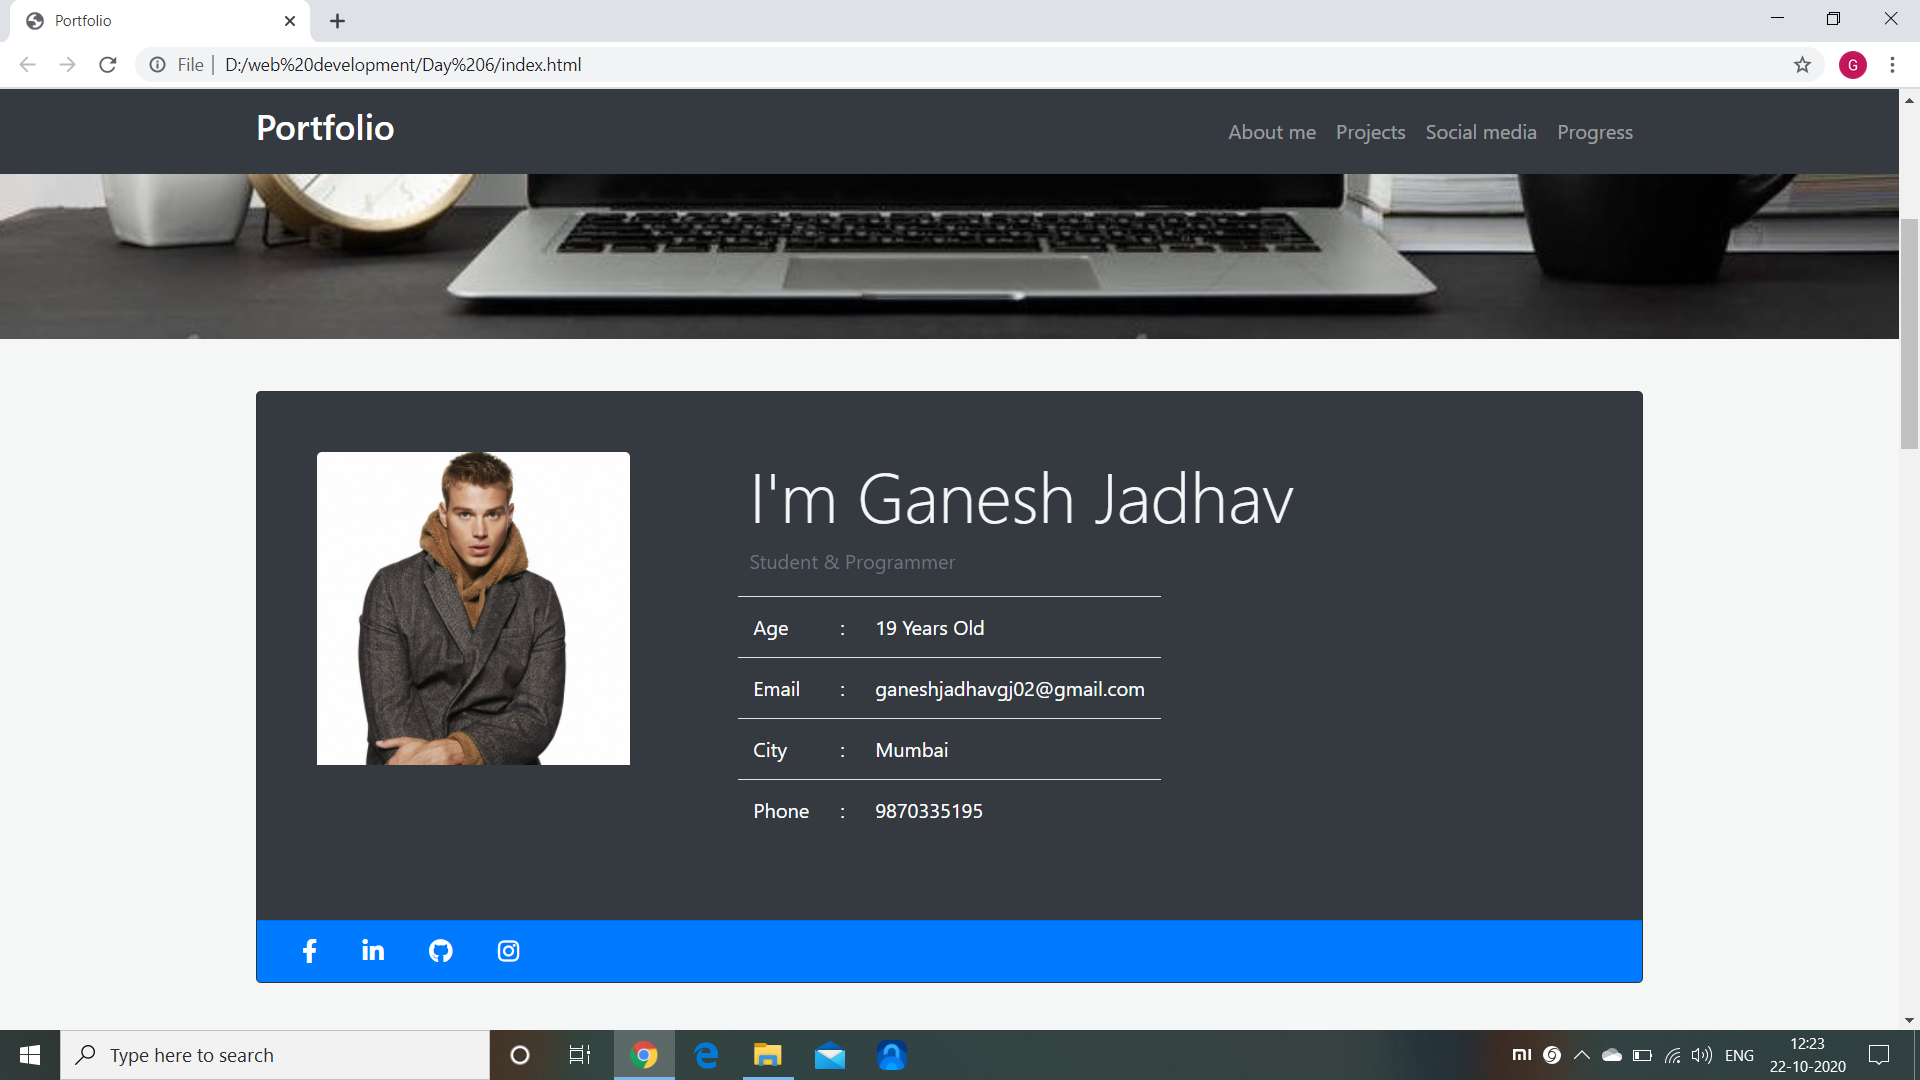 Portfolio
File | D:/web%20development/Day%206/index.html
G
Portfolio
About me Projects Social media Progress
I'm Ganesh Jadhav
Student & Programmer
Age : 19 Years Old
Email : ganeshjadhavgj02@gmail.com
City : Mumbai
Phone : 9870335195
Type here to search
ENG
12:23
22-10-2020